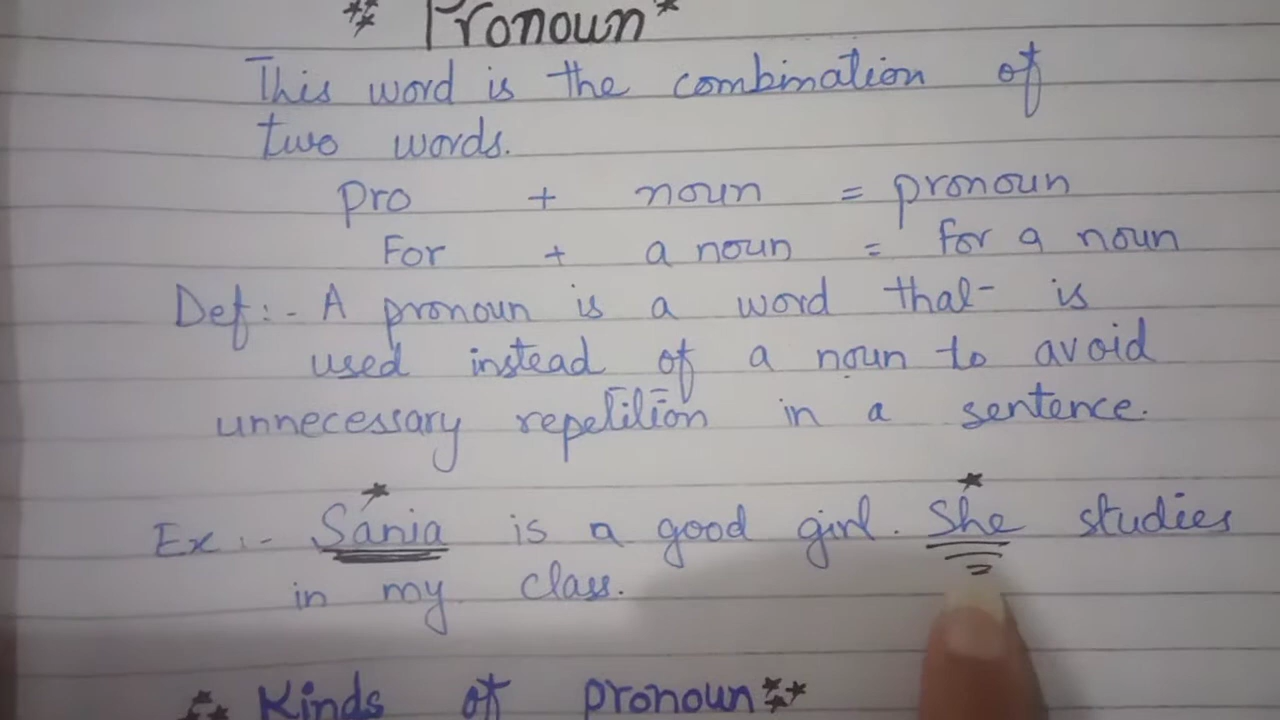 Pronoun
This word is the combination of
two words.
Pro + noun = pronoun
For + a noun = for a noun
Def:- A pronoun is a word that is
used instead of a noun to avoid
unnecessary repetition in a sentence.
Ex:- Sania is a good girl. She studies
in my class.
Kinds of pronoun